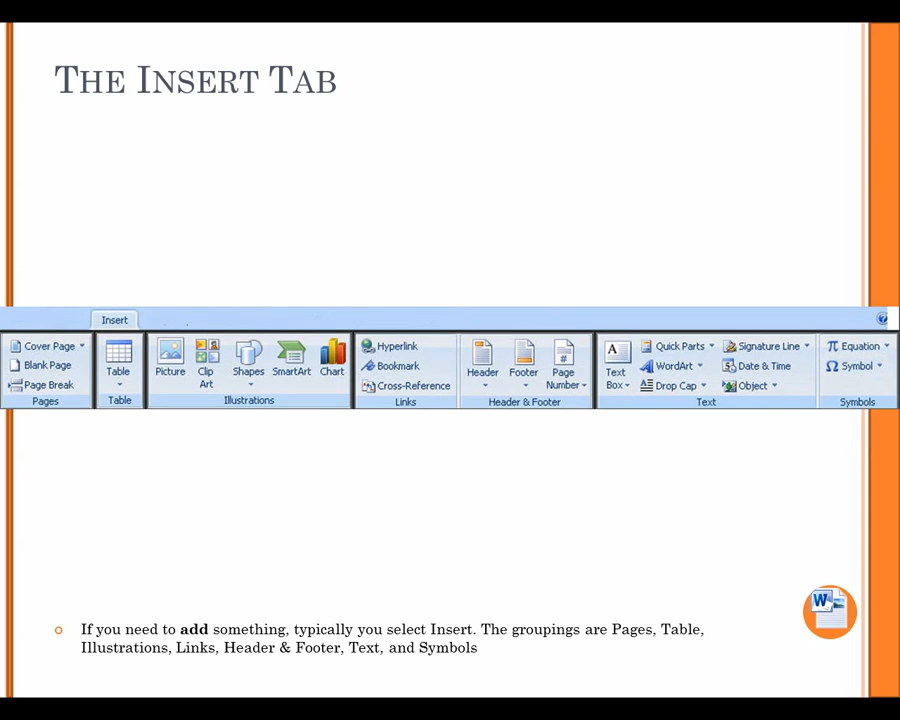 THE INSERT TAB
Insert
Cover Page
Blank Page
Page Break
Pages
Table
Table
Picture
Clip
Art
Shapes
SmartArt
Chart
Illustrations
Hyperlink
Bookmark
Cross-Reference
Links
Header
Footer
Page
Number
Header & Footer
A
Text
Box
Quick Parts
WordArt
Drop Cap
Signature Line
Date & Time
Object
Text
π Equation
Ω Symbol
Symbols
W
If you need to add something, typically you select Insert. The groupings are Pages, Table,
Illustrations, Links, Header & Footer, Text, and Symbols